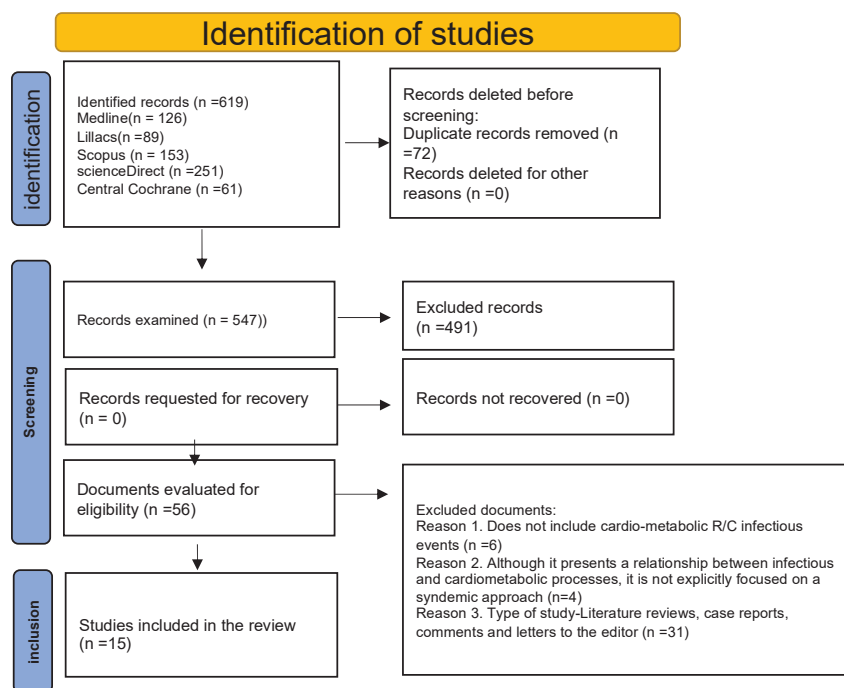 Identification of studies
identification
Identified records (n =619)
Medline(n = 126)
Lillacs(n =89)
Scopus (n = 153)
scienceDirect (n =251)
Central Cochrane (n =61)
Records deleted before
screening:
Duplicate records removed (n
=72)
Records deleted for other
reasons (n =0)
Screening
Records examined (n = 547))
Excluded records
(n =491)
Records requested for recovery
(n = 0)
Records not recovered (n =0)
Documents evaluated for
eligibility (n =56)
Excluded documents:
Reason 1. Does not include cardio-metabolic R/C infectious
events (n =6)
Reason 2. Although it presents a relationship between infectious
and cardiometabolic processes, it is not explicitly focused on a
syndemic approach (n=4)
Reason 3. Type of study-Literature reviews, case reports,
comments and letters to the editor (n =31)
inclusion
Studies included in the review
(n =15)